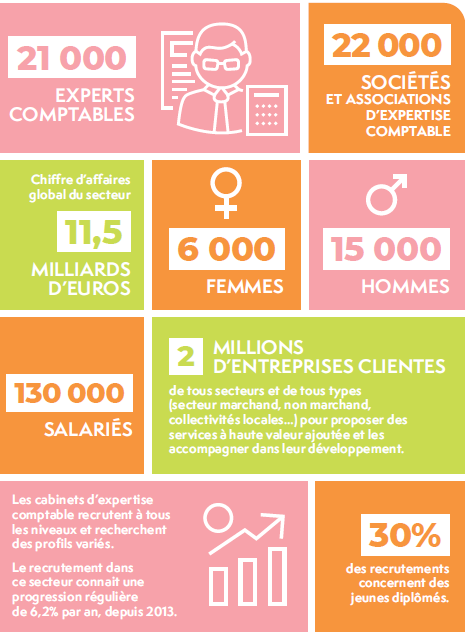 21 000
EXPERTS
COMPTABLES
22 000
SOCIÉTÉS
ET ASSOCIATIONS
D'EXPERTISE
COMPTABLE
Chiffre d'affaires
global du secteur
11,5
MILLIARDS
D'EUROS
6 000
FEMMES
15 000
HOMMES
130 000
SALARIÉS
2 MILLIONS
D'ENTREPRISES CLIENTES
de tous secteurs et de tous types
(secteur marchand, non marchand,
collectivités locales...) pour proposer des
services à haute valeur ajoutée et les
accompagner dans leur développement.
Les cabinets d'expertise
comptable recrutent à tous
les niveaux et recherchent
des profils variés.
Le recrutement dans
ce secteur connait une
progression régulière
de 6,2% par an, depuis 2013.
30%
des recrutements
concernent des
jeunes diplômés.